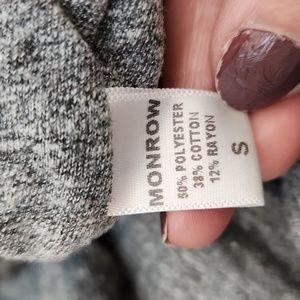 MONROW
50% POLYESTER
38% COTTON
12% RAYON
S